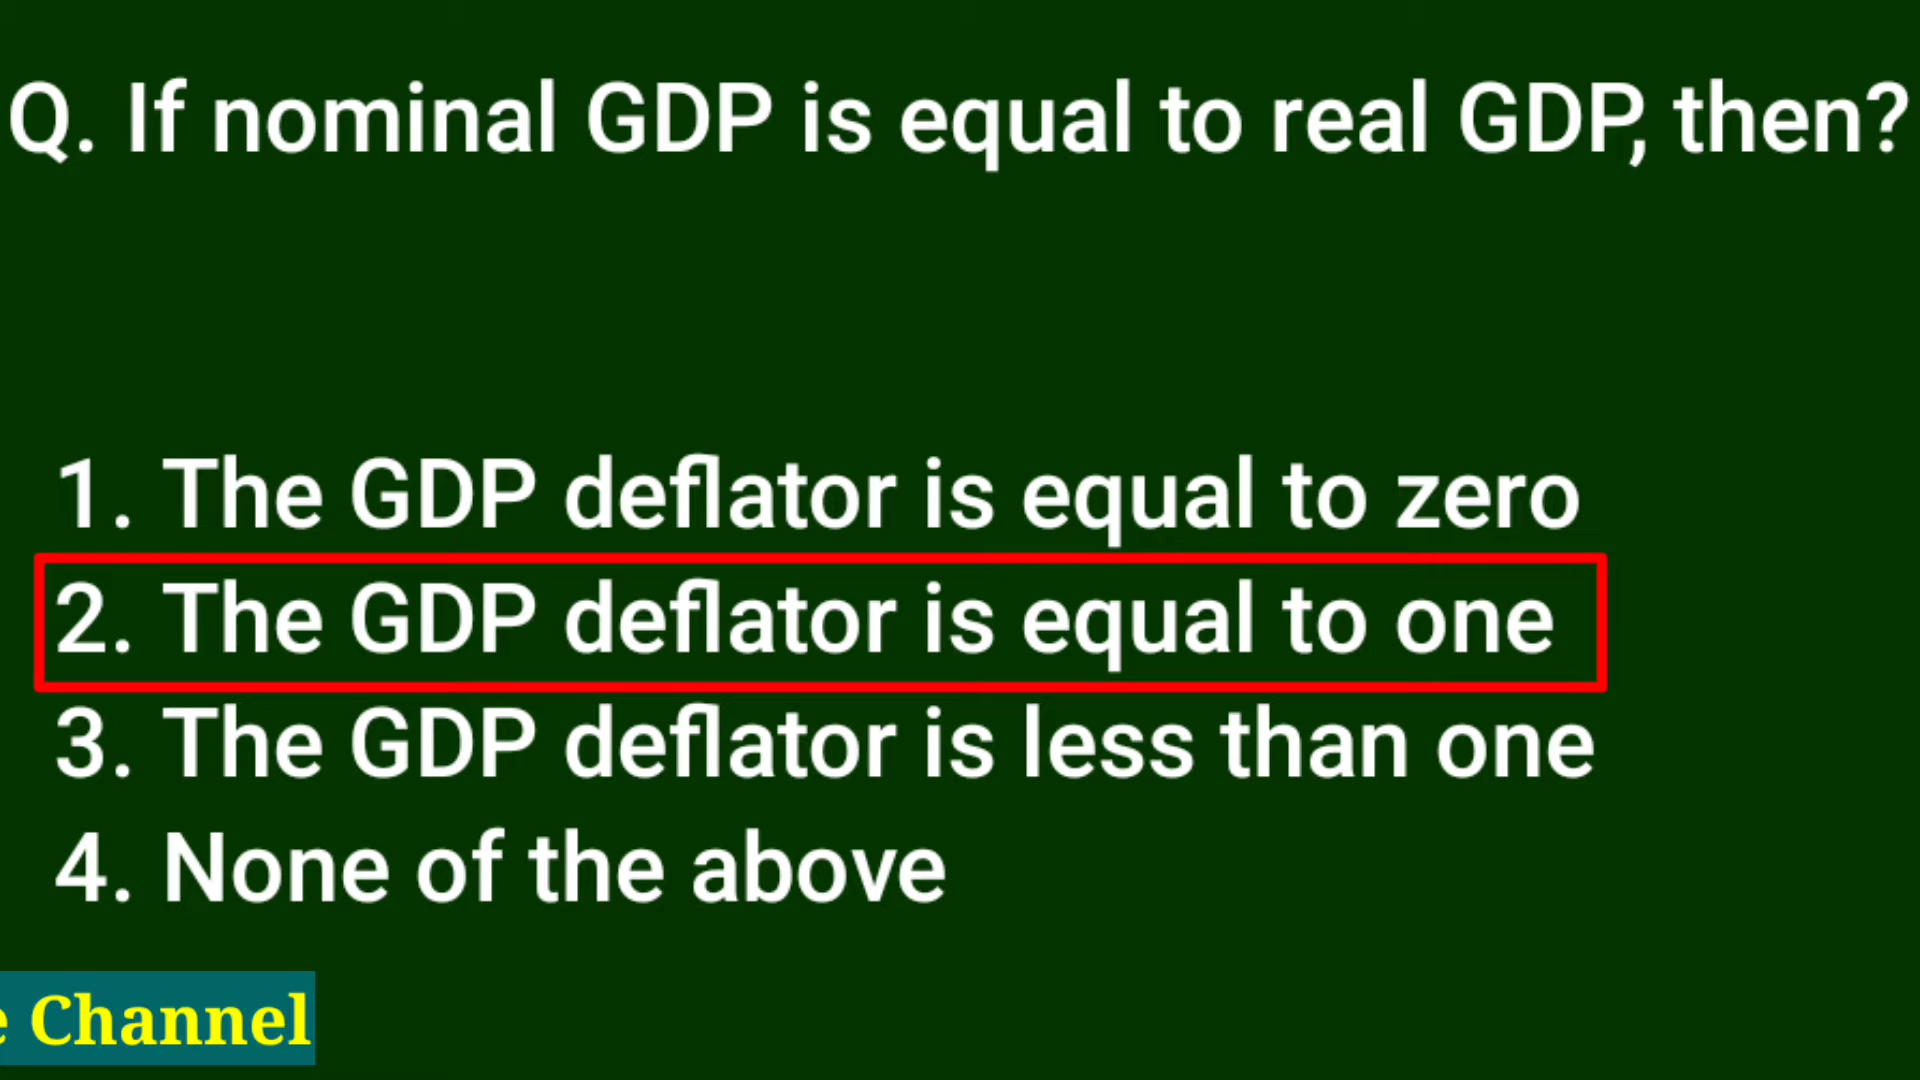 Q. If nominal GDP is equal to real GDP, then?
1. The GDP deflator is equal to zero
2. The GDP deflator is equal to one
3. The GDP deflator is less than one
4. None of the above
Channel